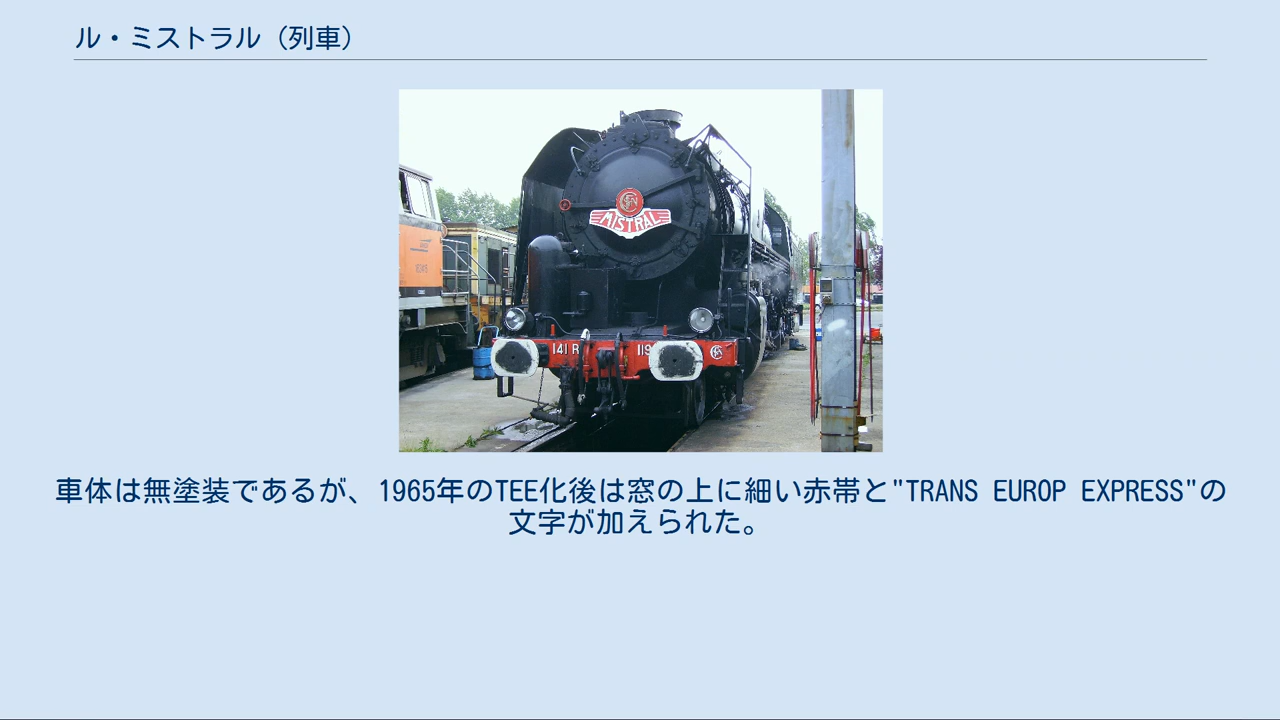 ル・ミストラル（列車）
MISTRAL
141 R
119
車体は無塗装であるが、1965年のTEE化後は窓の上に細い赤帯と"TRANS EUROP EXPRESS"の
文字が加えられた。